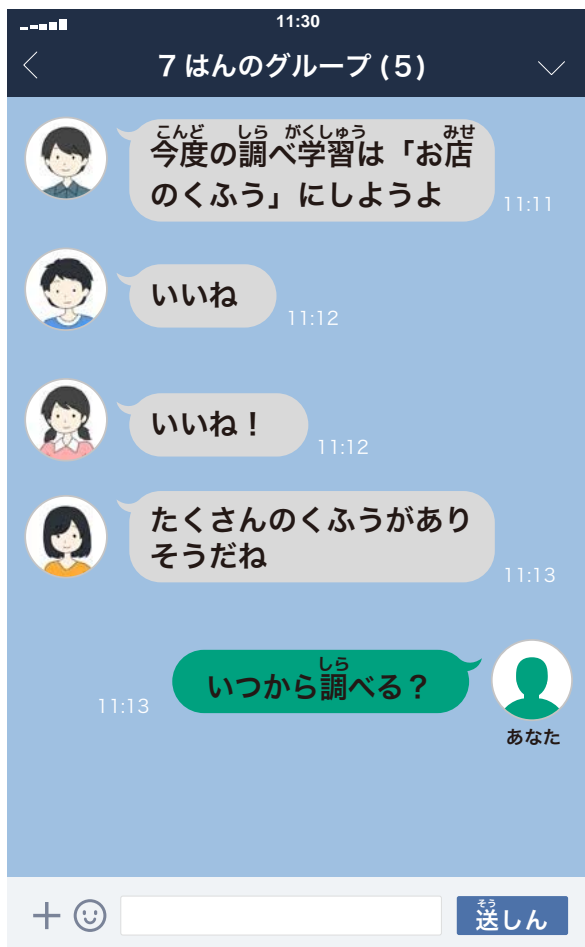 11:30
7はんのグループ(5)
こんど しら がくしゅう みせ
今度の調べ学習は「お店
のくふう」にしようよ
11:11
いいね
11:12
いいね！
11:12
たくさんのくふうがあり
そうだね
11:13
しら
いつから調べる？
11:13
あなた
そう
送しん